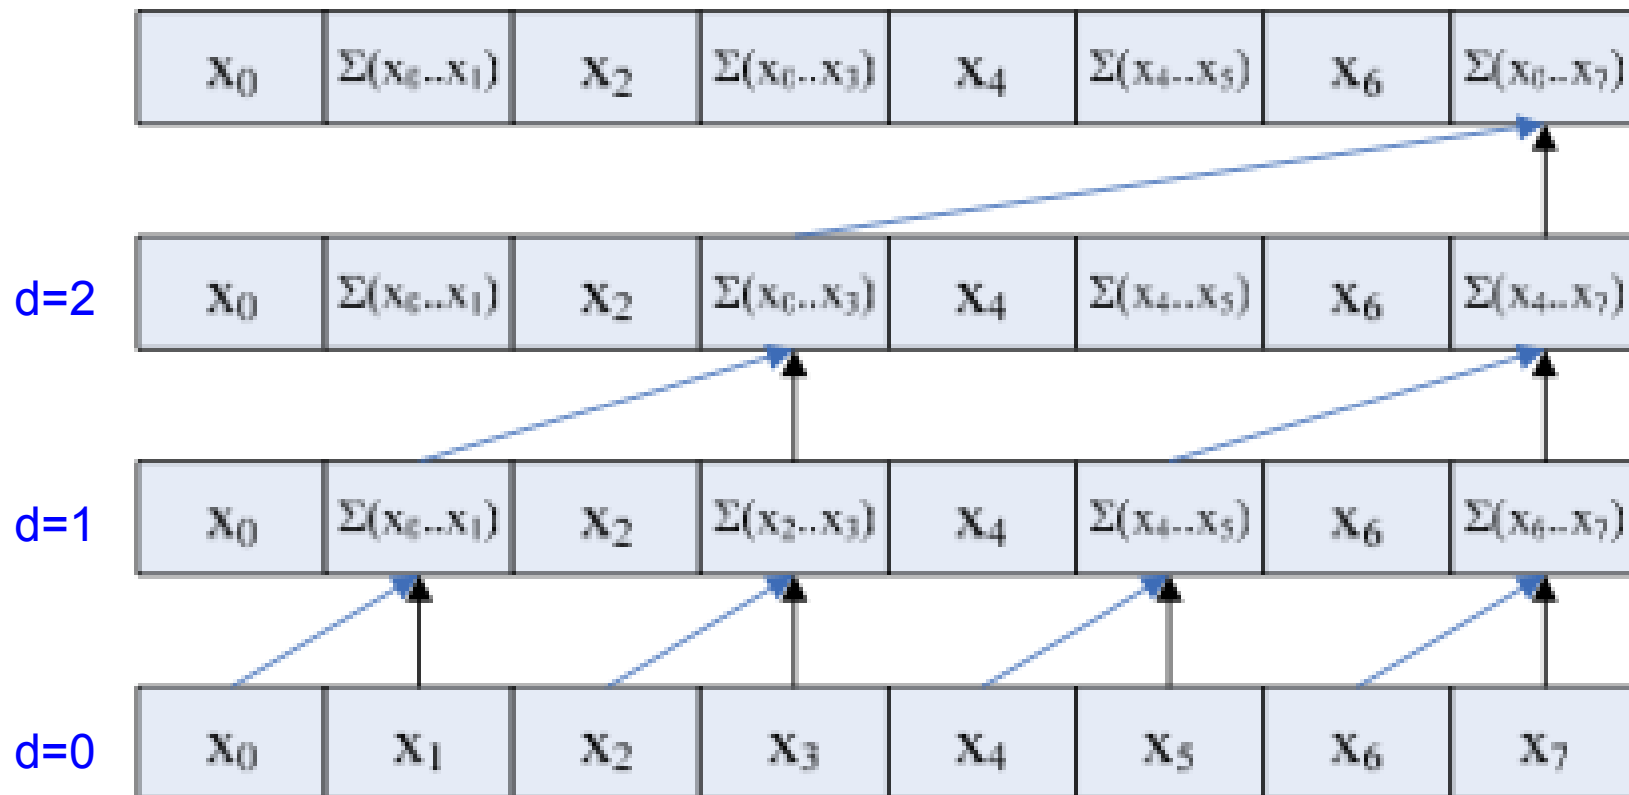 x₀ Σ(x₀..x₁) x₂ Σ(x₀..x₃) x₄ Σ(x₄..x₅) x₆ Σ(x₀..x₇)
d=2 x₀ Σ(x₀..x₁) x₂ Σ(x₀..x₃) x₄ Σ(x₄..x₅) x₆ Σ(x₄..x₇)
d=1 x₀ Σ(x₀..x₁) x₂ Σ(x₂..x₃) x₄ Σ(x₄..x₅) x₆ Σ(x₆..x₇)
d=0 x₀ x₁ x₂ x₃ x₄ x₅ x₆ x₇